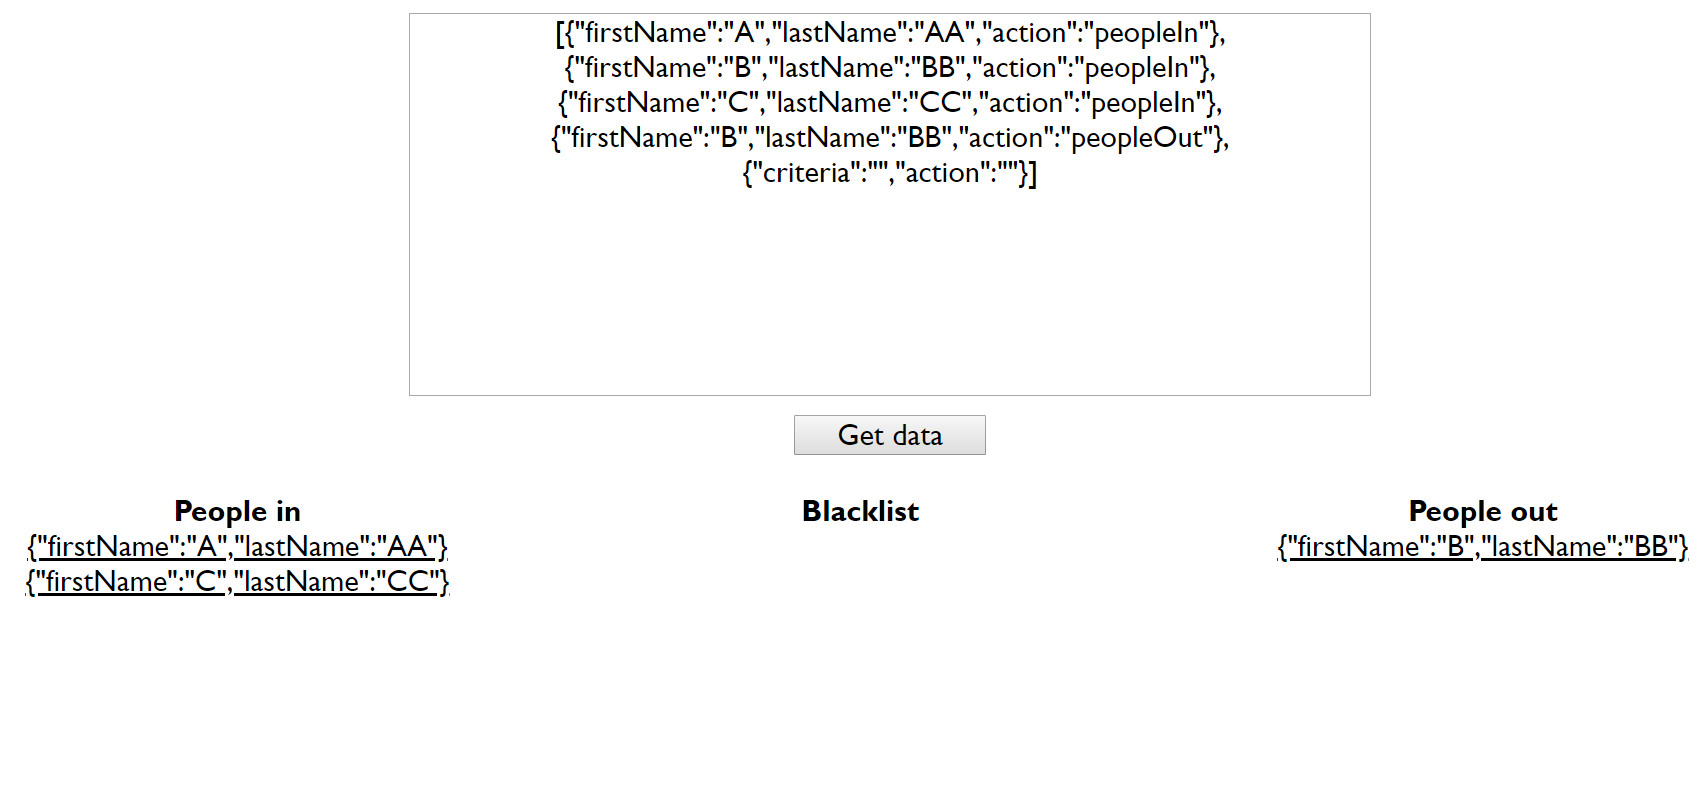 [{"firstName":"A","lastName":"AA","action":"peopleIn"},
{"firstName":"B","lastName":"BB","action":"peopleIn"},
{"firstName":"C","lastName":"CC","action":"peopleIn"},
{"firstName":"B","lastName":"BB","action":"peopleOut"},
{"criteria":"","action":""}]
Get data
People in
{"firstName":"A","lastName":"AA"}
{"firstName":"C","lastName":"CC"}
Blacklist
People out
{"firstName":"B","lastName":"BB"}